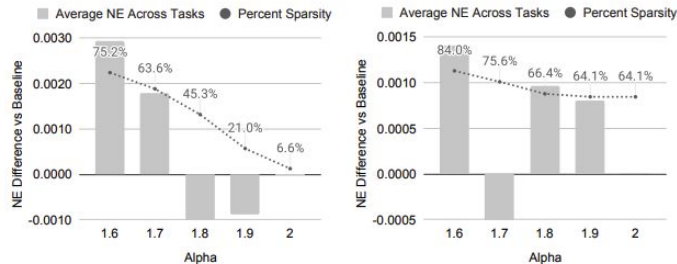 Average NE Across Tasks Percent Sparsity
NE Difference vs Baseline
0.0030
0.0020
0.0010
0.0000
-0.0010
75.2%
63.6%
45.3%
21.0%
6.6%
1.6 1.7 1.8 1.9 2
Alpha
Average NE Across Tasks Percent Sparsity
NE Difference vs Baseline
0.0015
0.0010
0.0005
0.0000
-0.0005
84.0%
75.6%
66.4%
64.1%
64.1%
1.6 1.7 1.8 1.9 2
Alpha